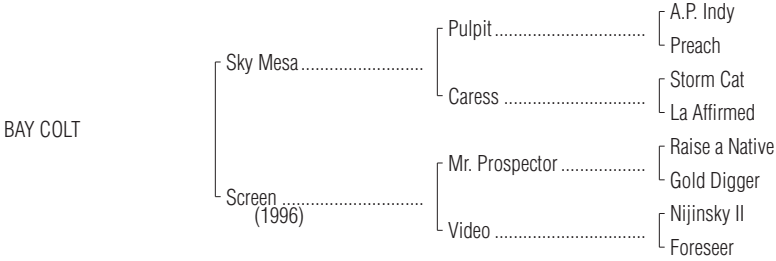 A.P. Indy
Pulpit..............................
Preach
Sky Mesa........................
Storm Cat
Caress ............................
La Affirmed
BAY COLT
Raise a Native
Mr. Prospector .................
Gold Digger
Screen ............................
(1996)
Nijinsky II
Video ..............................
Foreseer